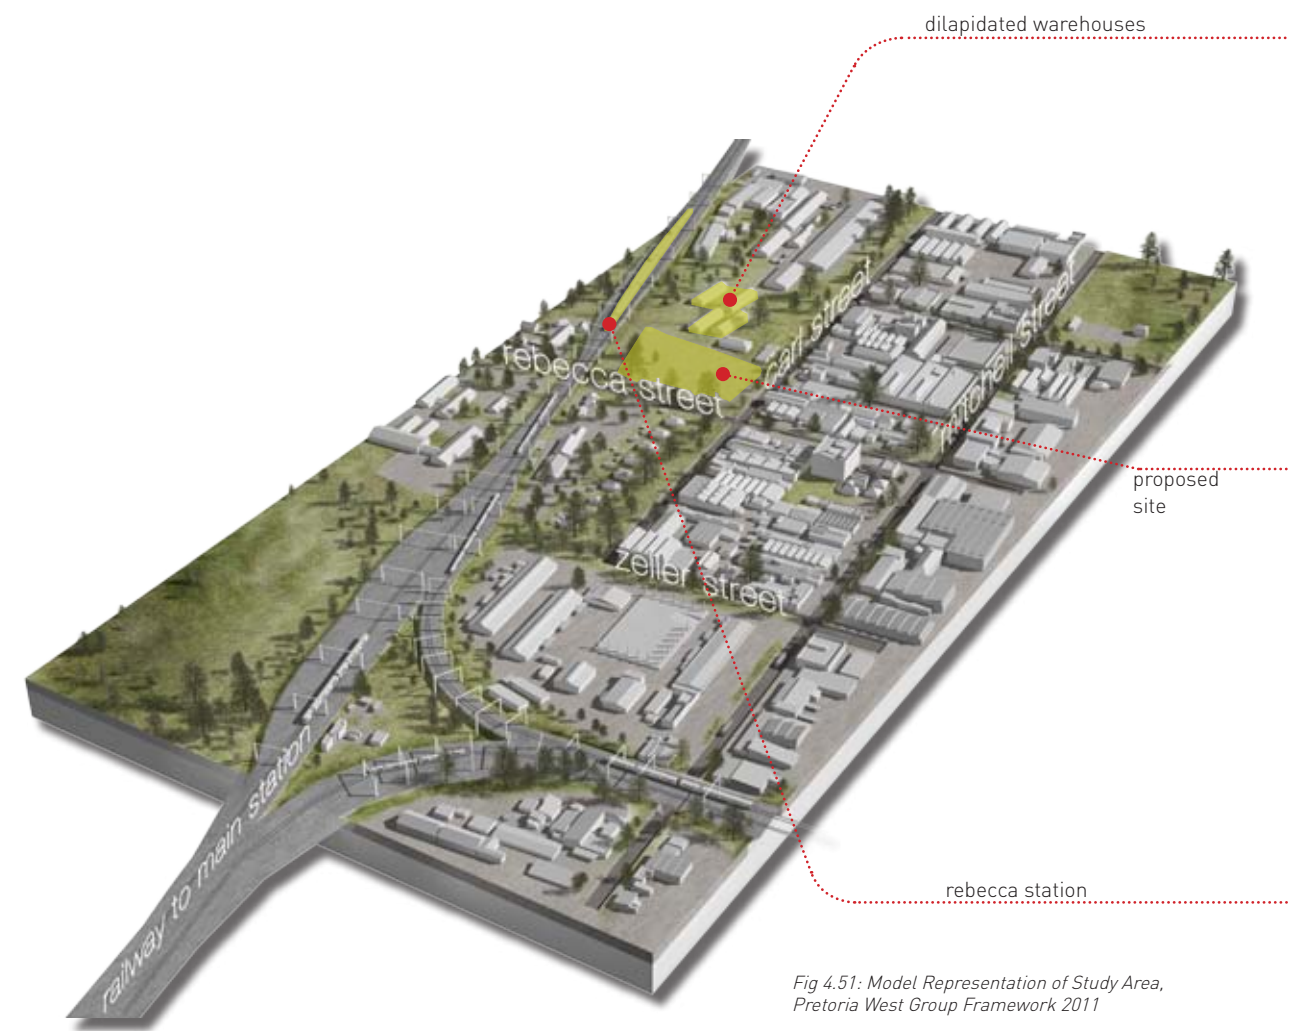 dilapidated warehouses
carl street
mitchell street
rebecca street
proposed
site
zeiler street
railway to main station
rebecca station
Fig 4.51: Model Representation of Study Area,
Pretoria West Group Framework 2011